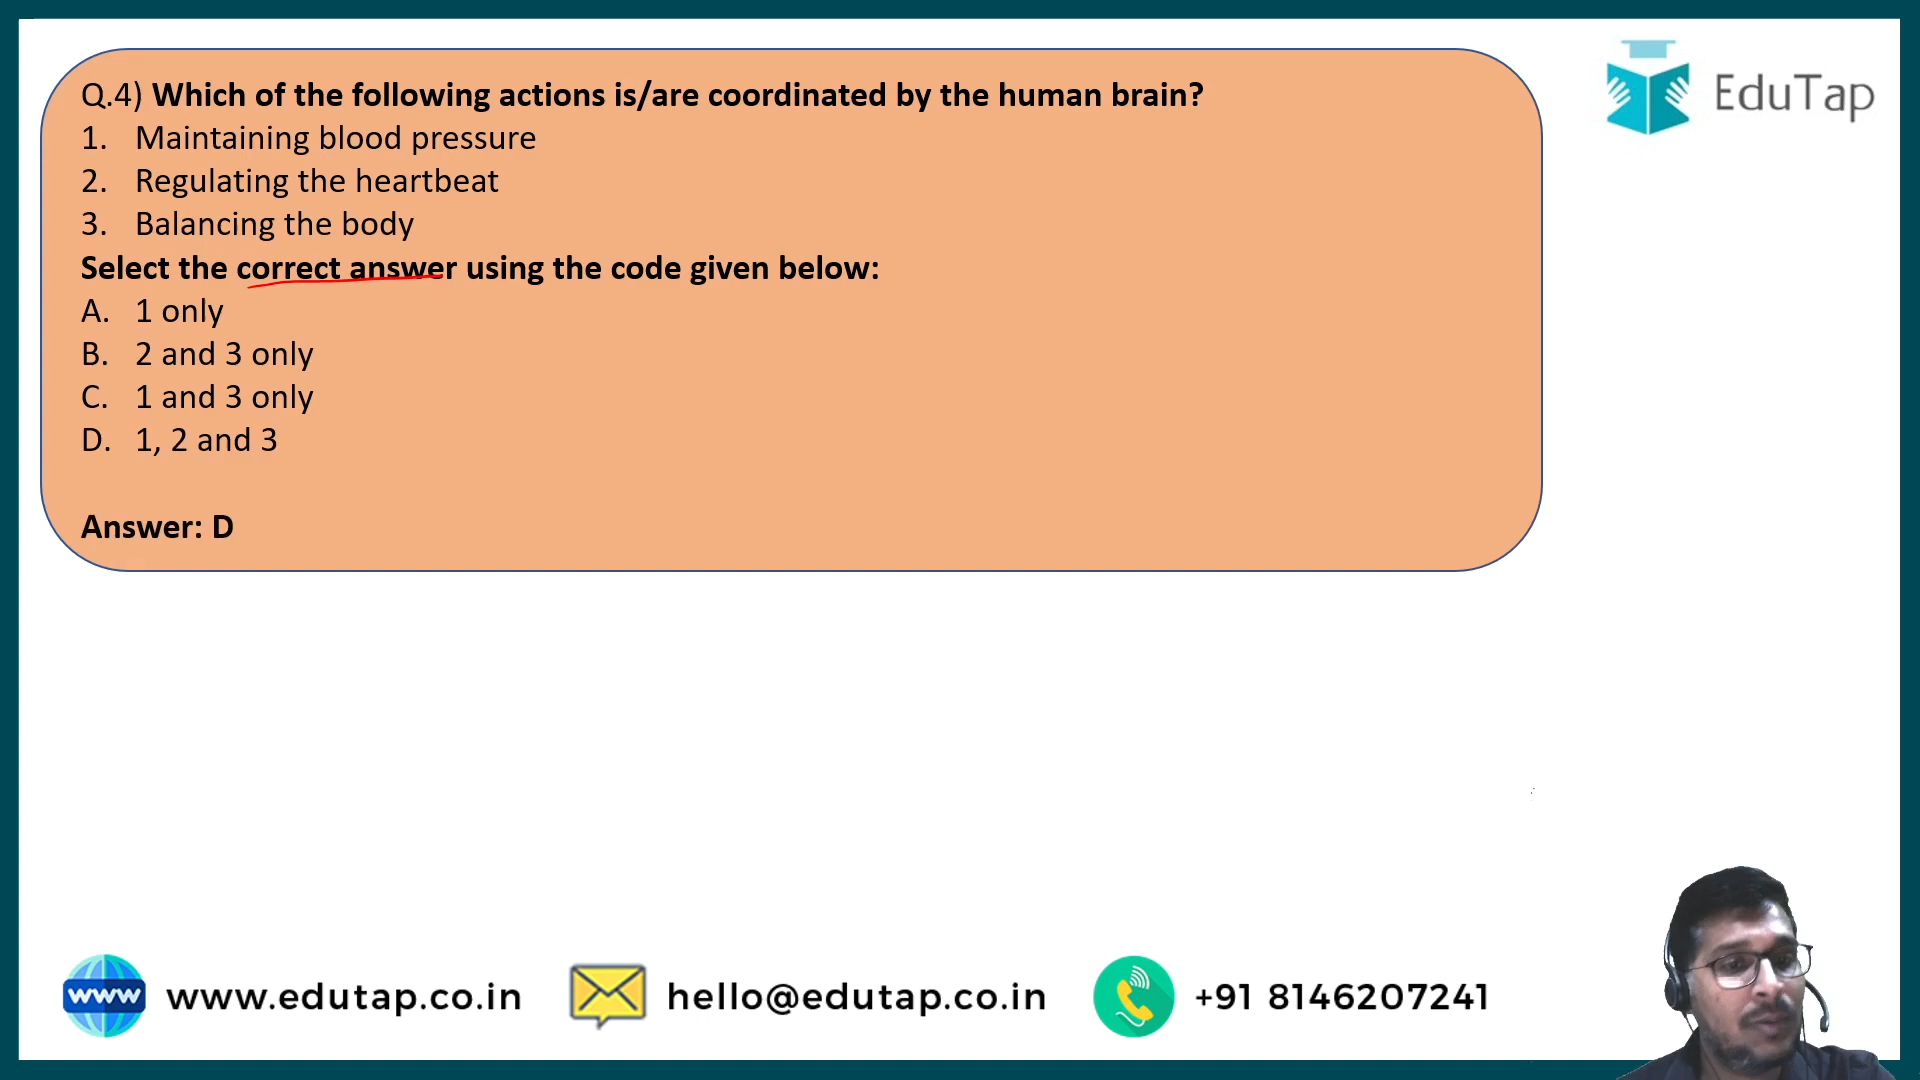 Q.4) Which of the following actions is/are coordinated by the human brain?
1. Maintaining blood pressure
2. Regulating the heartbeat
3. Balancing the body
Select the correct answer using the code given below:
A. 1 only
B. 2 and 3 only
C. 1 and 3 only
D. 1, 2 and 3
Answer: D
EduTap
www www.edutap.co.in hello@edutap.co.in +91 8146207241